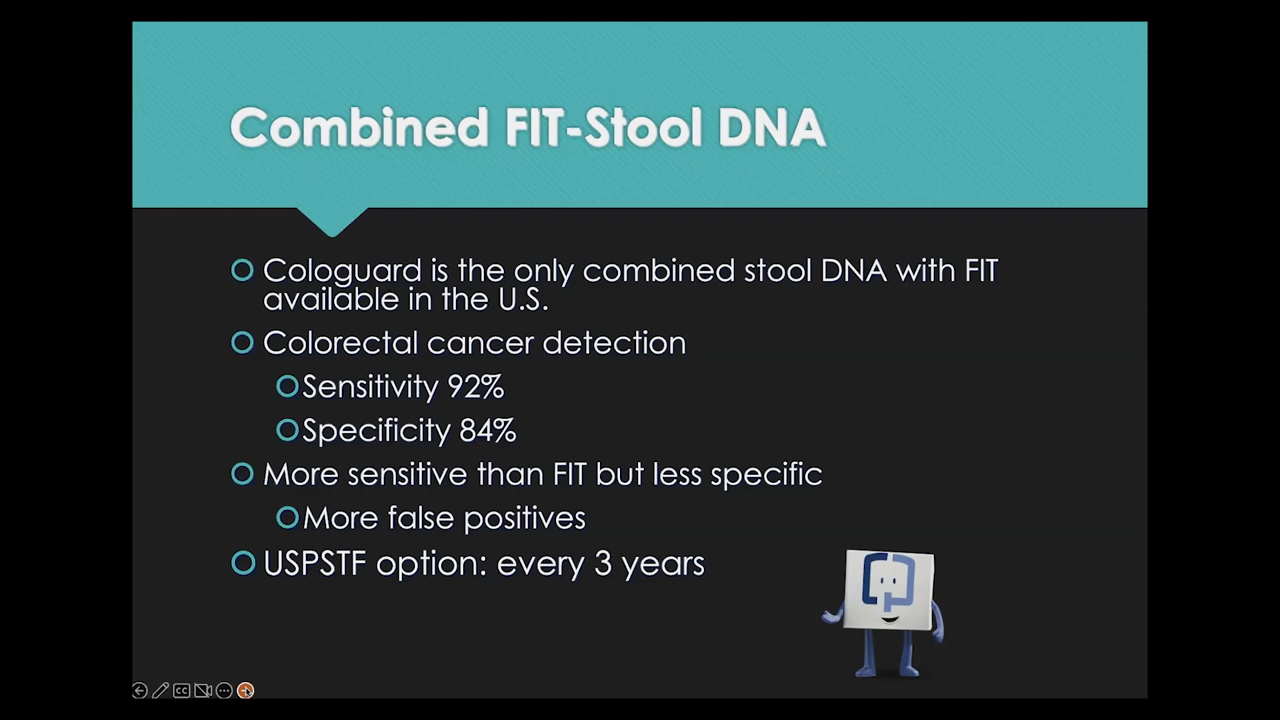 Combined FIT-Stool DNA
Cologuard is the only combined stool DNA with FIT
available in the U.S.
Colorectal cancer detection
Sensitivity 92%
Specificity 84%
More sensitive than FIT but less specific
More false positives
USPSTF option: every 3 years
CC